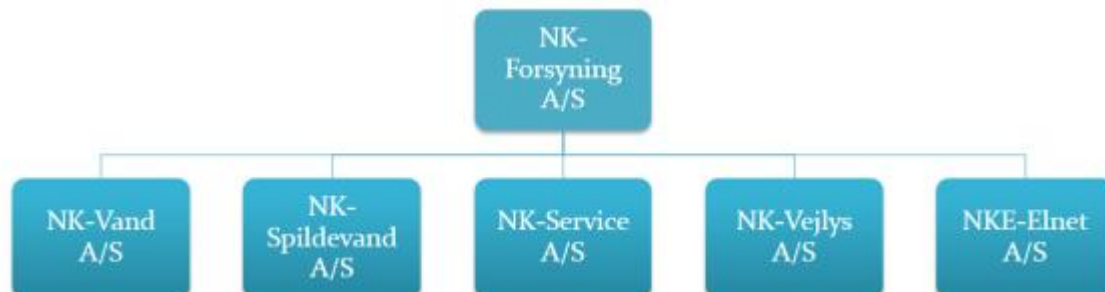 NK-
Forsyning
A/S
NK-Vand
A/S
NK-
Spildevand
A/S
NK-Service
A/S
NK-Vejlys
A/S
NKE-Elnet
A/S